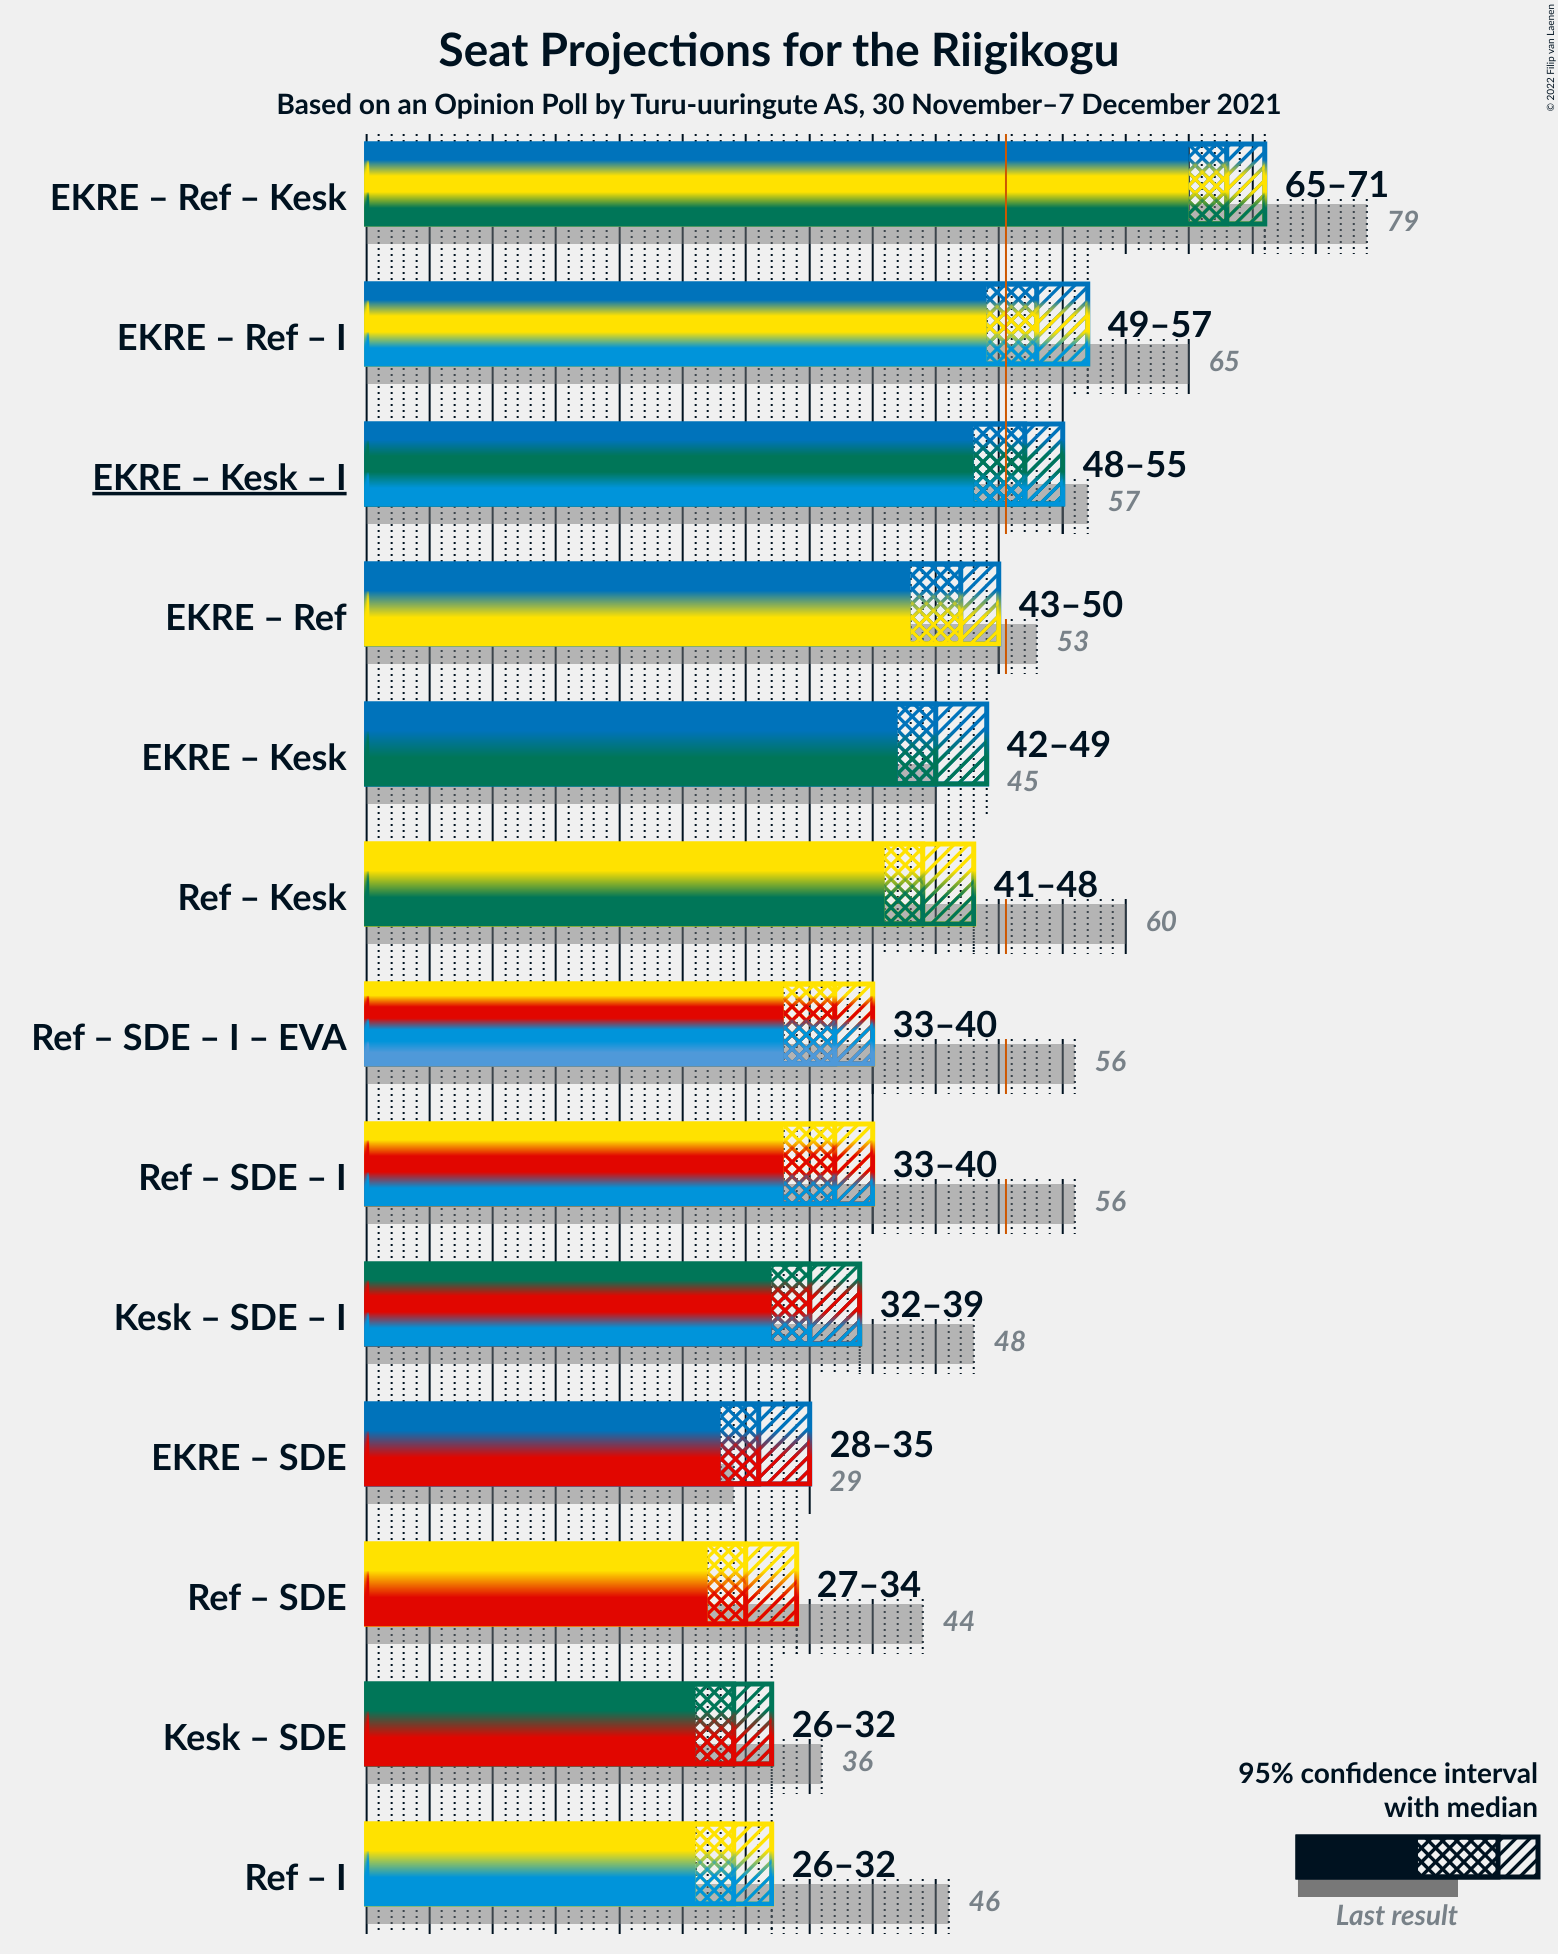 Seat Projections for the Riigikogu
Based on an Opinion Poll by Turu-uuringute AS, 30 November–7 December 2021
© 2022 Filip van Laenen
EKRE – Ref – Kesk
65–71
79
EKRE – Ref – I
49–57
65
EKRE – Kesk – I
48–55
57
EKRE – Ref
43–50
53
EKRE – Kesk
42–49
45
Ref – Kesk
41–48
60
Ref – SDE – I – EVA
33–40
56
Ref – SDE – I
33–40
56
Kesk – SDE – I
32–39
48
EKRE – SDE
28–35
29
Ref – SDE
27–34
44
Kesk – SDE
26–32
36
Ref – I
26–32
46
95% confidence interval
with median
Last result